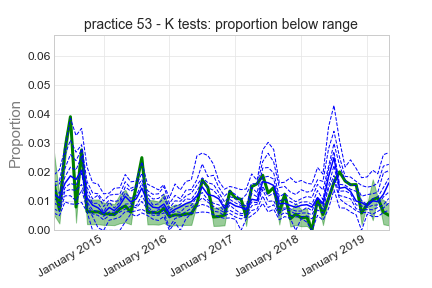 practice 53 - K tests: proportion below range
0.06
0.05
0.04
0.03
0.02
0.01
0.00
Proportion
January 2015
January 2016
January 2017
January 2018
January 2019